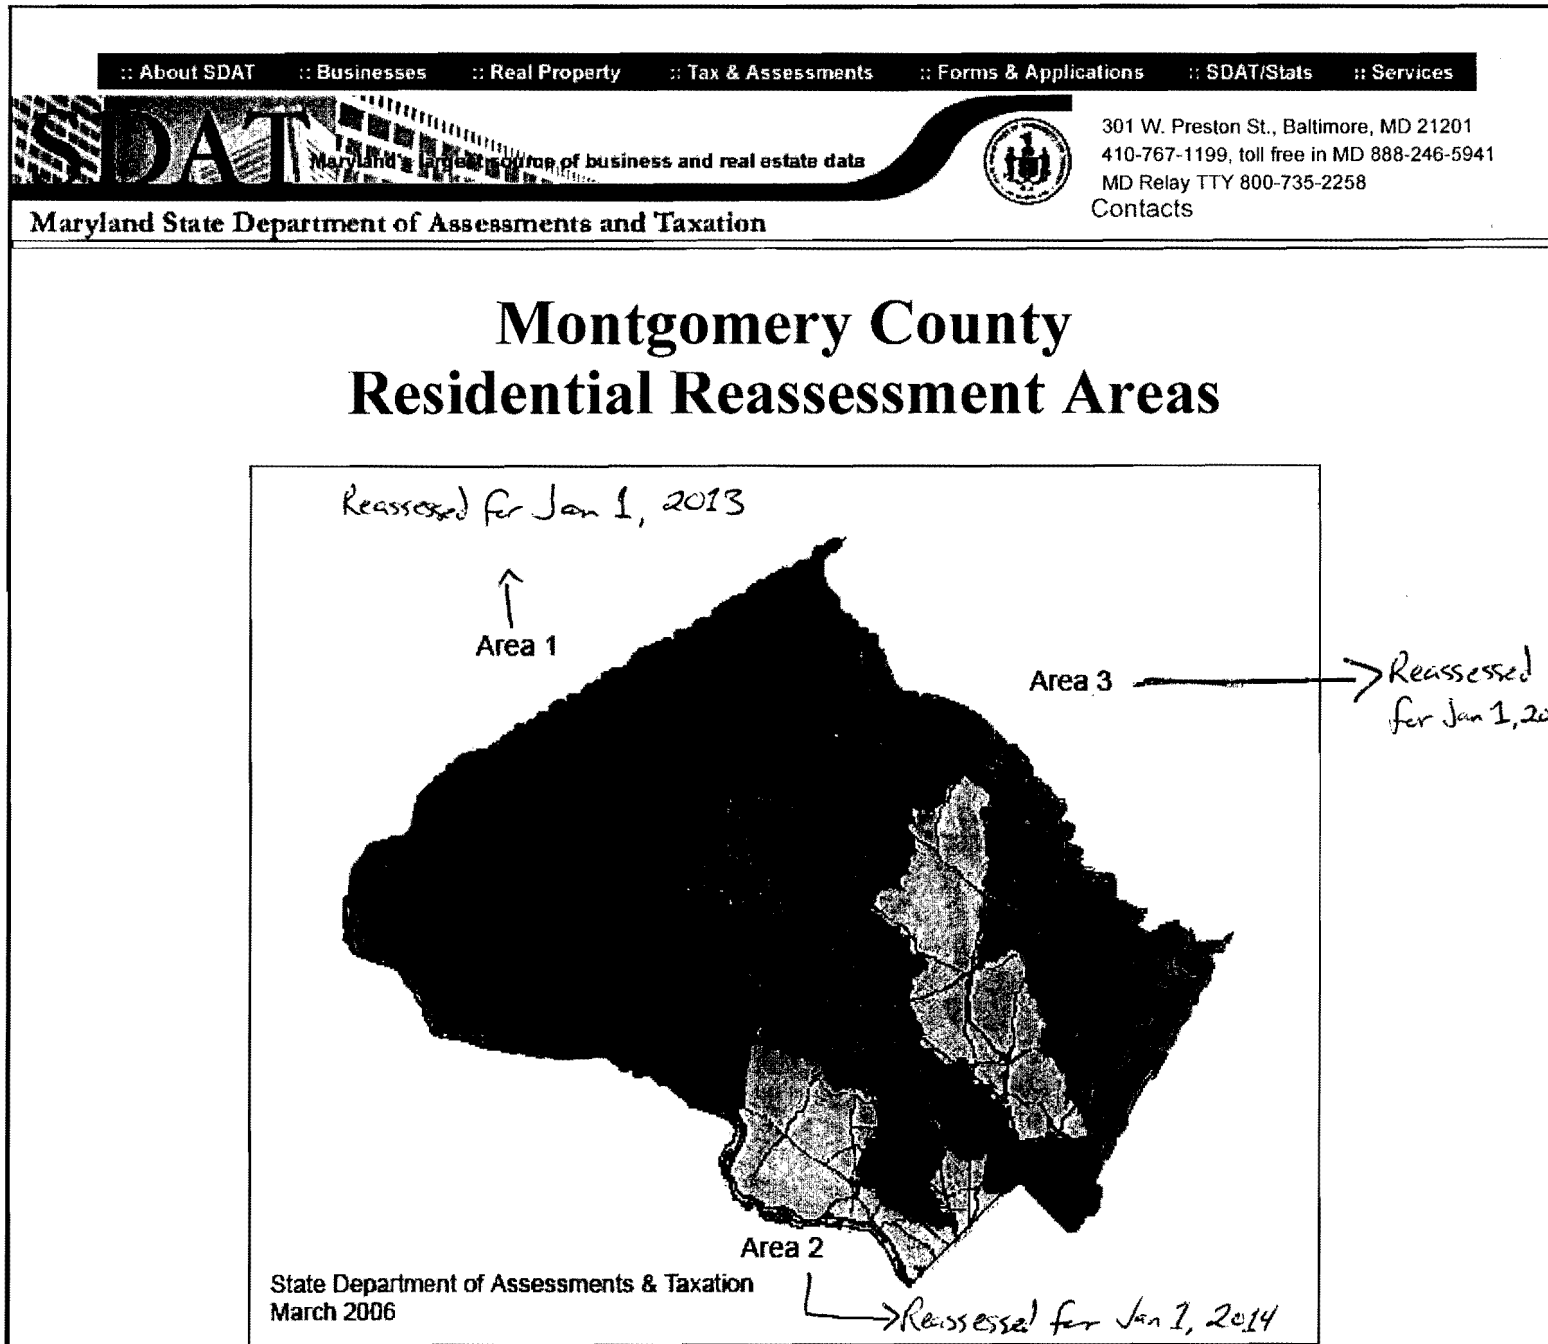 :: About SDAT :: Businesses :: Real Property :: Tax & Assessments :: Forms & Applications :: SDAT/Stats :: Services
SDAT
Maryland's largest source of business and real estate data
301 W. Preston St., Baltimore, MD 21201
410-767-1199, toll free in MD 888-246-5941
MD Relay TTY 800-735-2258
Contacts
Maryland State Department of Assessments and Taxation
Montgomery County
Residential Reassessment Areas
Reassessed for Jan 1, 2013
Area 1
Area 3
Reassessed
for Jan 1,
Area 2
State Department of Assessments & Taxation
March 2006
Reassessed for Jan 1, 2014